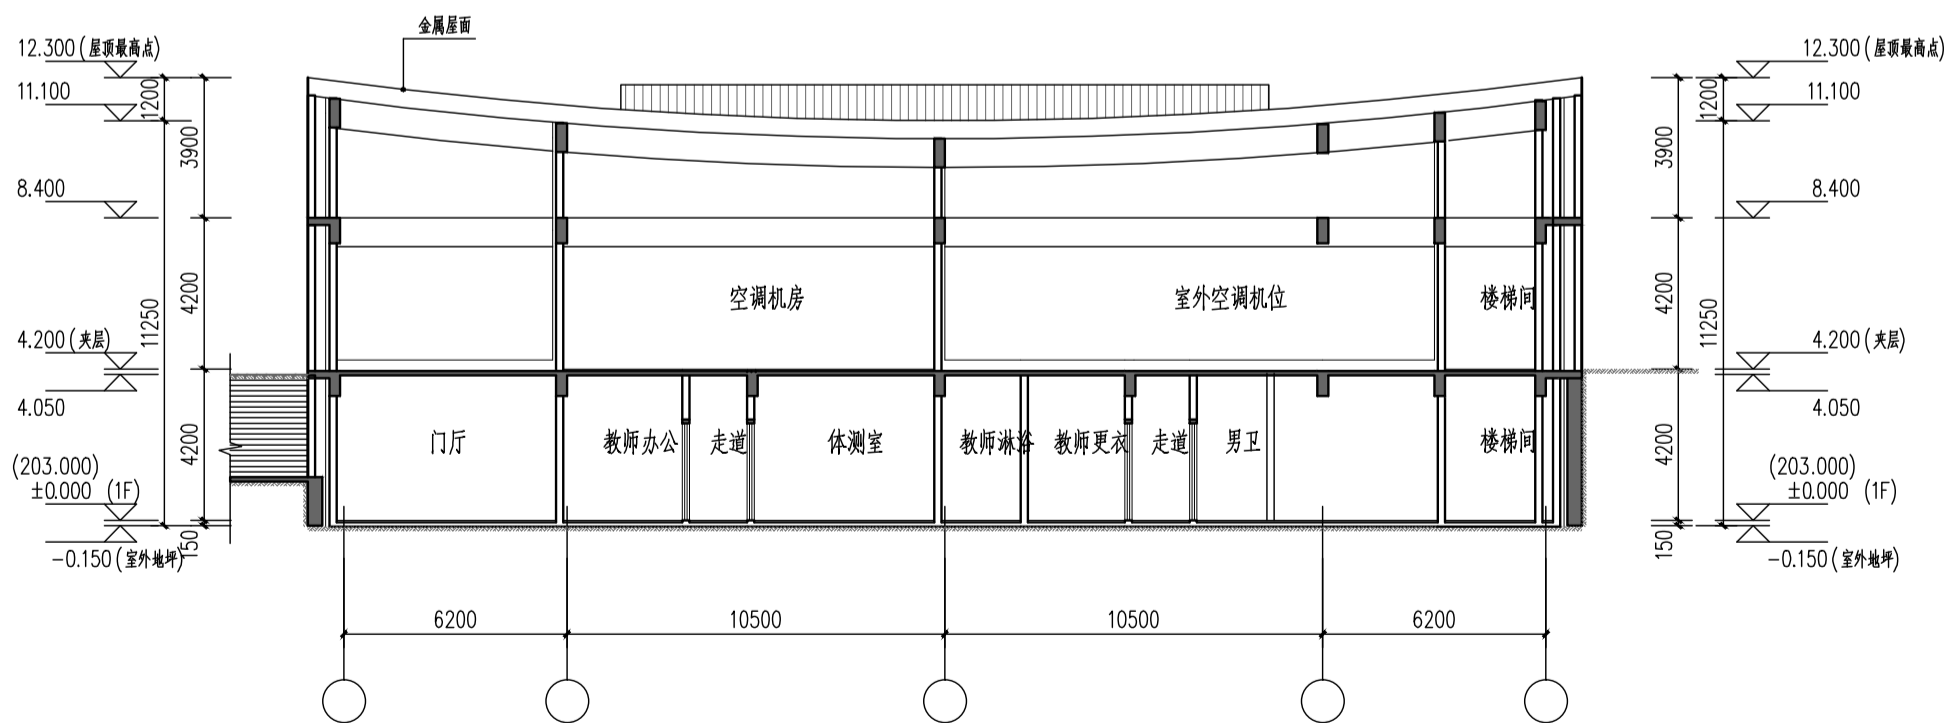 金属屋面
12.300(屋顶最高点)
12.300(屋顶最高点)
11.100
1200
1200
11.100
3900
3900
8.400
8.400
4200
11250
空调机房
室外空调机位
楼梯间
4200
11250
4.200(夹层)
4.200(夹层)
4.050
4.050
4200
门厅
教师办公
走道
体测室
教师淋浴
教师更衣
走道
男卫
楼梯间
4200
(203.000)
±0.000 (1F)
(203.000)
±0.000 (1F)
150
150
-0.150(室外地坪)
-0.150(室外地坪)
6200
10500
10500
6200